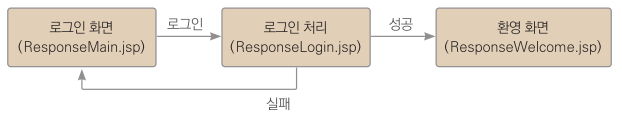 로그인 화면
(ResponseMain.jsp)
로그인
로그인 처리
(ResponseLogin.jsp)
성공
환영 화면
(ResponseWelcome.jsp)
실패